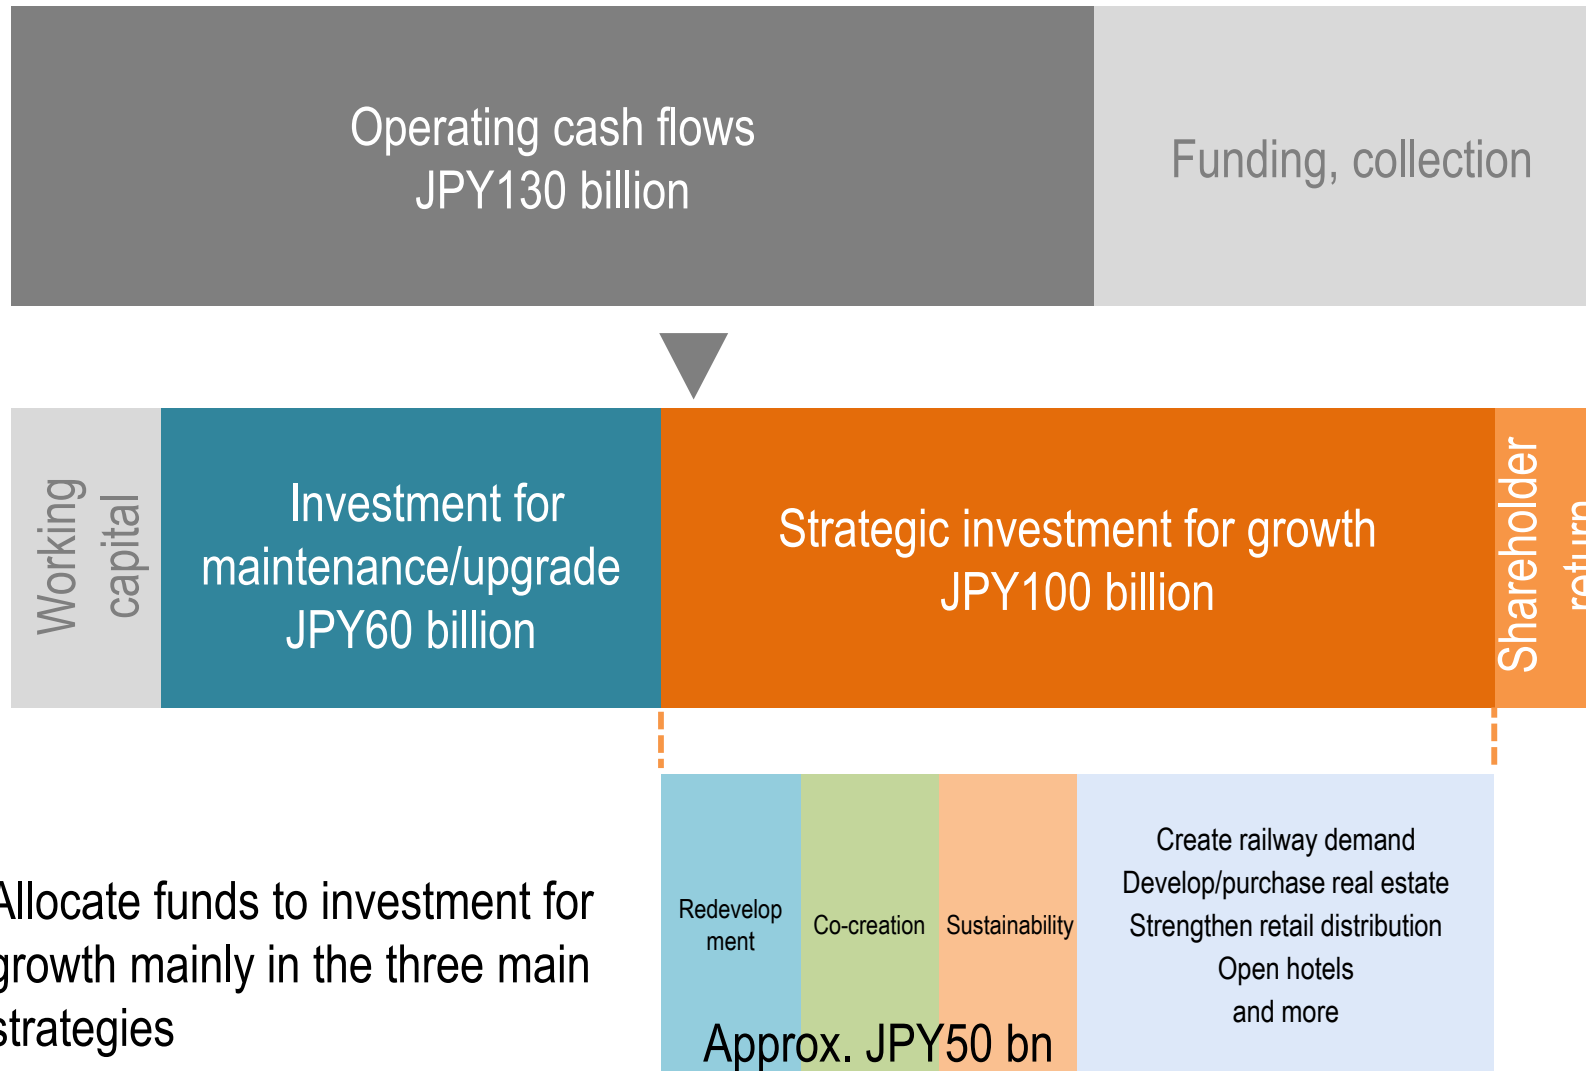 Operating cash flows
JPY130 billion
Funding, collection
Working
capital
Investment for
maintenance/upgrade
JPY60 billion
Strategic investment for growth
JPY100 billion
Shareholder
return
Allocate funds to investment for
growth mainly in the three main
strategies
Redevelop
ment
Co-creation
Sustainability
Approx. JPY50 bn
Create railway demand
Develop/purchase real estate
Strengthen retail distribution
Open hotels
and more